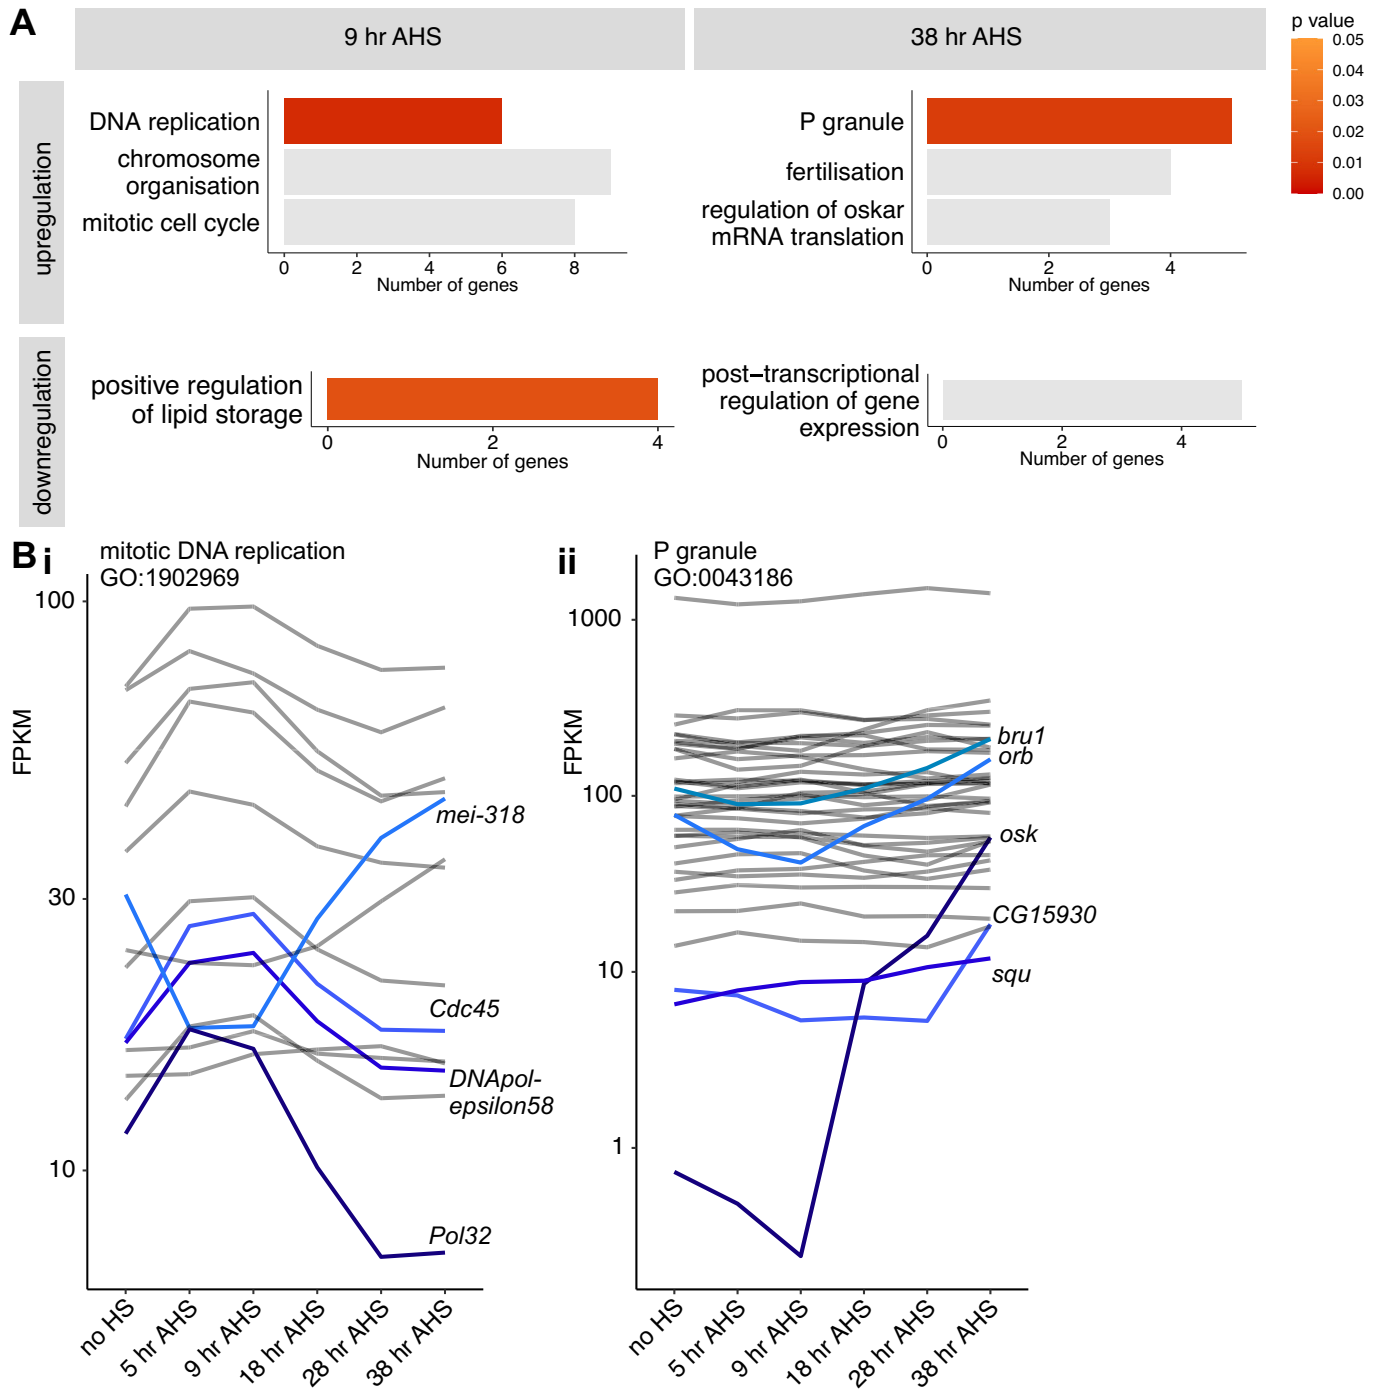 A
9 hr AHS
38 hr AHS
p value
0.05
0.04
0.03
0.02
0.01
0.00
upregulation
DNA replication
chromosome
organisation
mitotic cell cycle
0 2 4 6 8
Number of genes
P granule
fertilisation
regulation of oskar
mRNA translation
0 2 4
Number of genes
downregulation
positive regulation
of lipid storage
0 2 4
Number of genes
post−transcriptional
regulation of gene
expression
0 2 4
Number of genes
B i
mitotic DNA replication
GO:1902969
100
30
10
FPKM
mei-318
Cdc45
DNApol-
epsilon58
Pol32
no HS
5 hr AHS
9 hr AHS
18 hr AHS
28 hr AHS
38 hr AHS
ii
P granule
GO:0043186
1000
100
10
1
FPKM
bru1
orb
osk
CG15930
squ
no HS
5 hr AHS
9 hr AHS
18 hr AHS
28 hr AHS
38 hr AHS